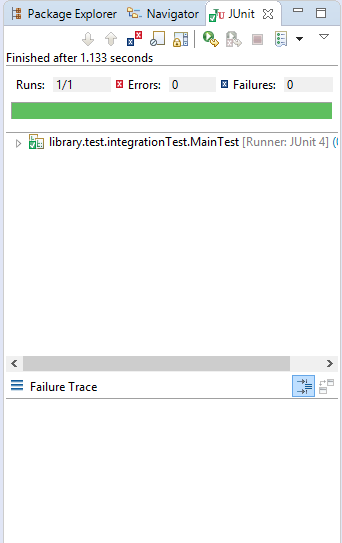 Package Explorer Navigator JUnit
Finished after 1.133 seconds
Runs: 1/1 Errors: 0 Failures: 0
library.test.integrationTest.MainTest [Runner: JUnit 4]
Failure Trace